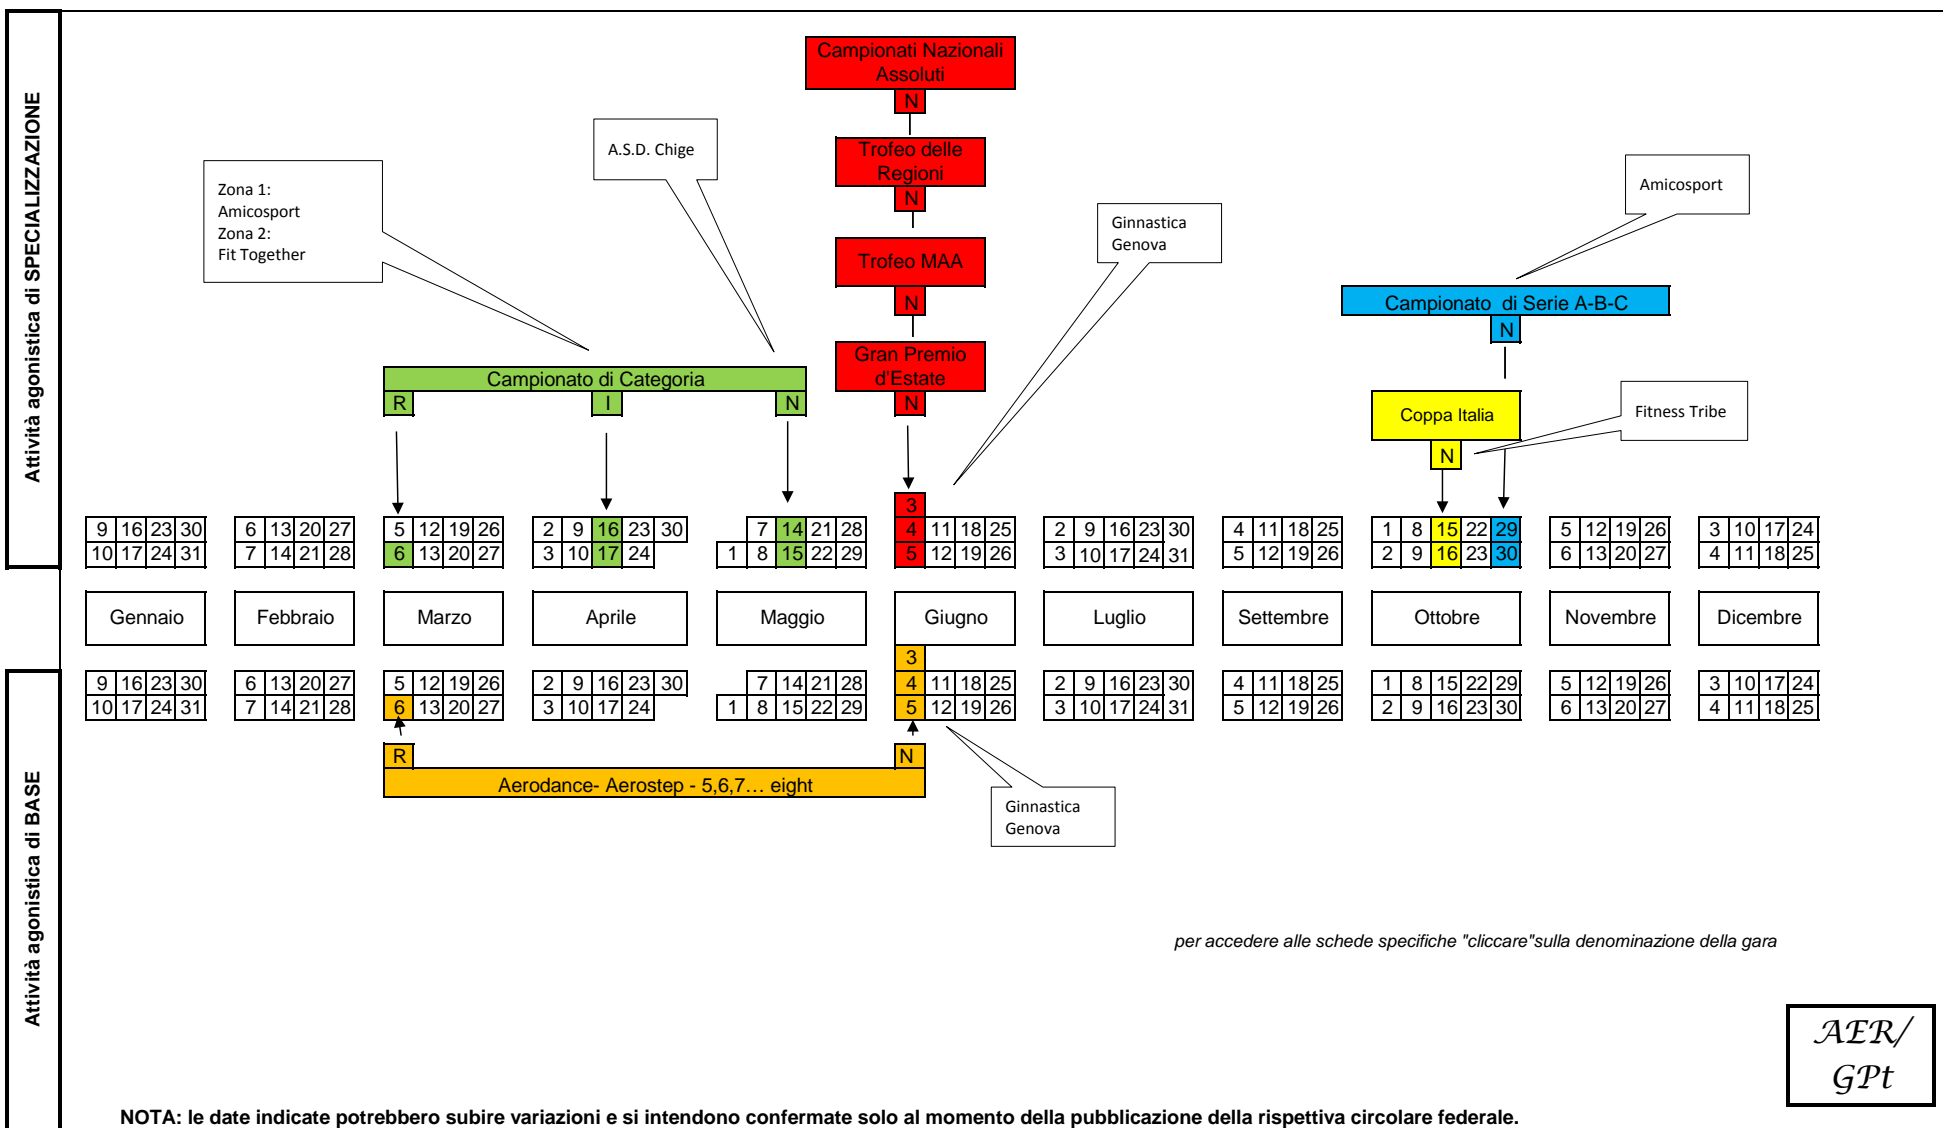 Attività agonistica di SPECIALIZZAZIONE
Campionati Nazionali
Assoluti
N
Trofeo delle
Regioni
N
Trofeo MAA
N
Gran Premio
d'Estate
N
A.S.D. Chige
Zona 1:
Amicosport
Zona 2:
Fit Together
Ginnastica
Genova
Amicosport
Campionato di Serie A-B-C
N
Campionato di Categoria
R I N
Coppa Italia
N
Fitness Tribe
3
9 16 23 30 6 13 20 27 5 12 19 26 2 9 16 23 30 7 14 21 28 4 11 18 25 2 9 16 23 30 4 11 18 25 1 8 15 22 29 5 12 19 26 3 10 17 24
10 17 24 31 7 14 21 28 6 13 20 27 3 10 17 24 1 8 15 22 29 5 12 19 26 3 10 17 24 31 5 12 19 26 2 9 16 23 30 6 13 20 27 4 11 18 25
Gennaio Febbraio Marzo Aprile Maggio Giugno Luglio Settembre Ottobre Novembre Dicembre
Attività agonistica di BASE
3
9 16 23 30 6 13 20 27 5 12 19 26 2 9 16 23 30 7 14 21 28 4 11 18 25 2 9 16 23 30 4 11 18 25 1 8 15 22 29 5 12 19 26 3 10 17 24
10 17 24 31 7 14 21 28 6 13 20 27 3 10 17 24 1 8 15 22 29 5 12 19 26 3 10 17 24 31 5 12 19 26 2 9 16 23 30 6 13 20 27 4 11 18 25
R N
Aerodance- Aerostep - 5,6,7… eight
Ginnastica
Genova
per accedere alle schede specifiche "cliccare"sulla denominazione della gara
AER/
GPt
NOTA: le date indicate potrebbero subire variazioni e si intendono confermate solo al momento della pubblicazione della rispettiva circolare federale.